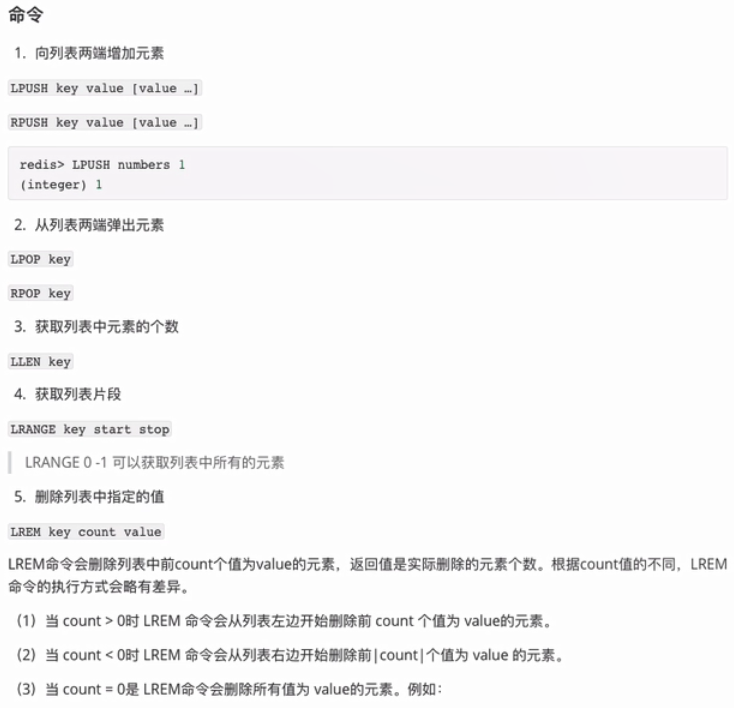 命令
1. 向列表两端增加元素
LPUSH key value [value …]
RPUSH key value [value …]
redis> LPUSH numbers 1
(integer) 1
2. 从列表两端弹出元素
LPOP key
RPOP key
3. 获取列表中元素的个数
LLEN key
4. 获取列表片段
LRANGE key start stop
LRANGE 0 -1 可以获取列表中所有的元素
5. 删除列表中指定的值
LREM key count value
LREM命令会删除列表中前count个值为value的元素，返回值是实际删除的元素个数。根据count值的不同，LREM
命令的执行方式会略有差异。
（1）当 count > 0时 LREM 命令会从列表左边开始删除前 count 个值为 value的元素。
（2）当 count < 0时 LREM 命令会从列表右边开始删除前|count|个值为 value 的元素。
（3）当 count = 0是 LREM命令会删除所有值为 value的元素。例如：